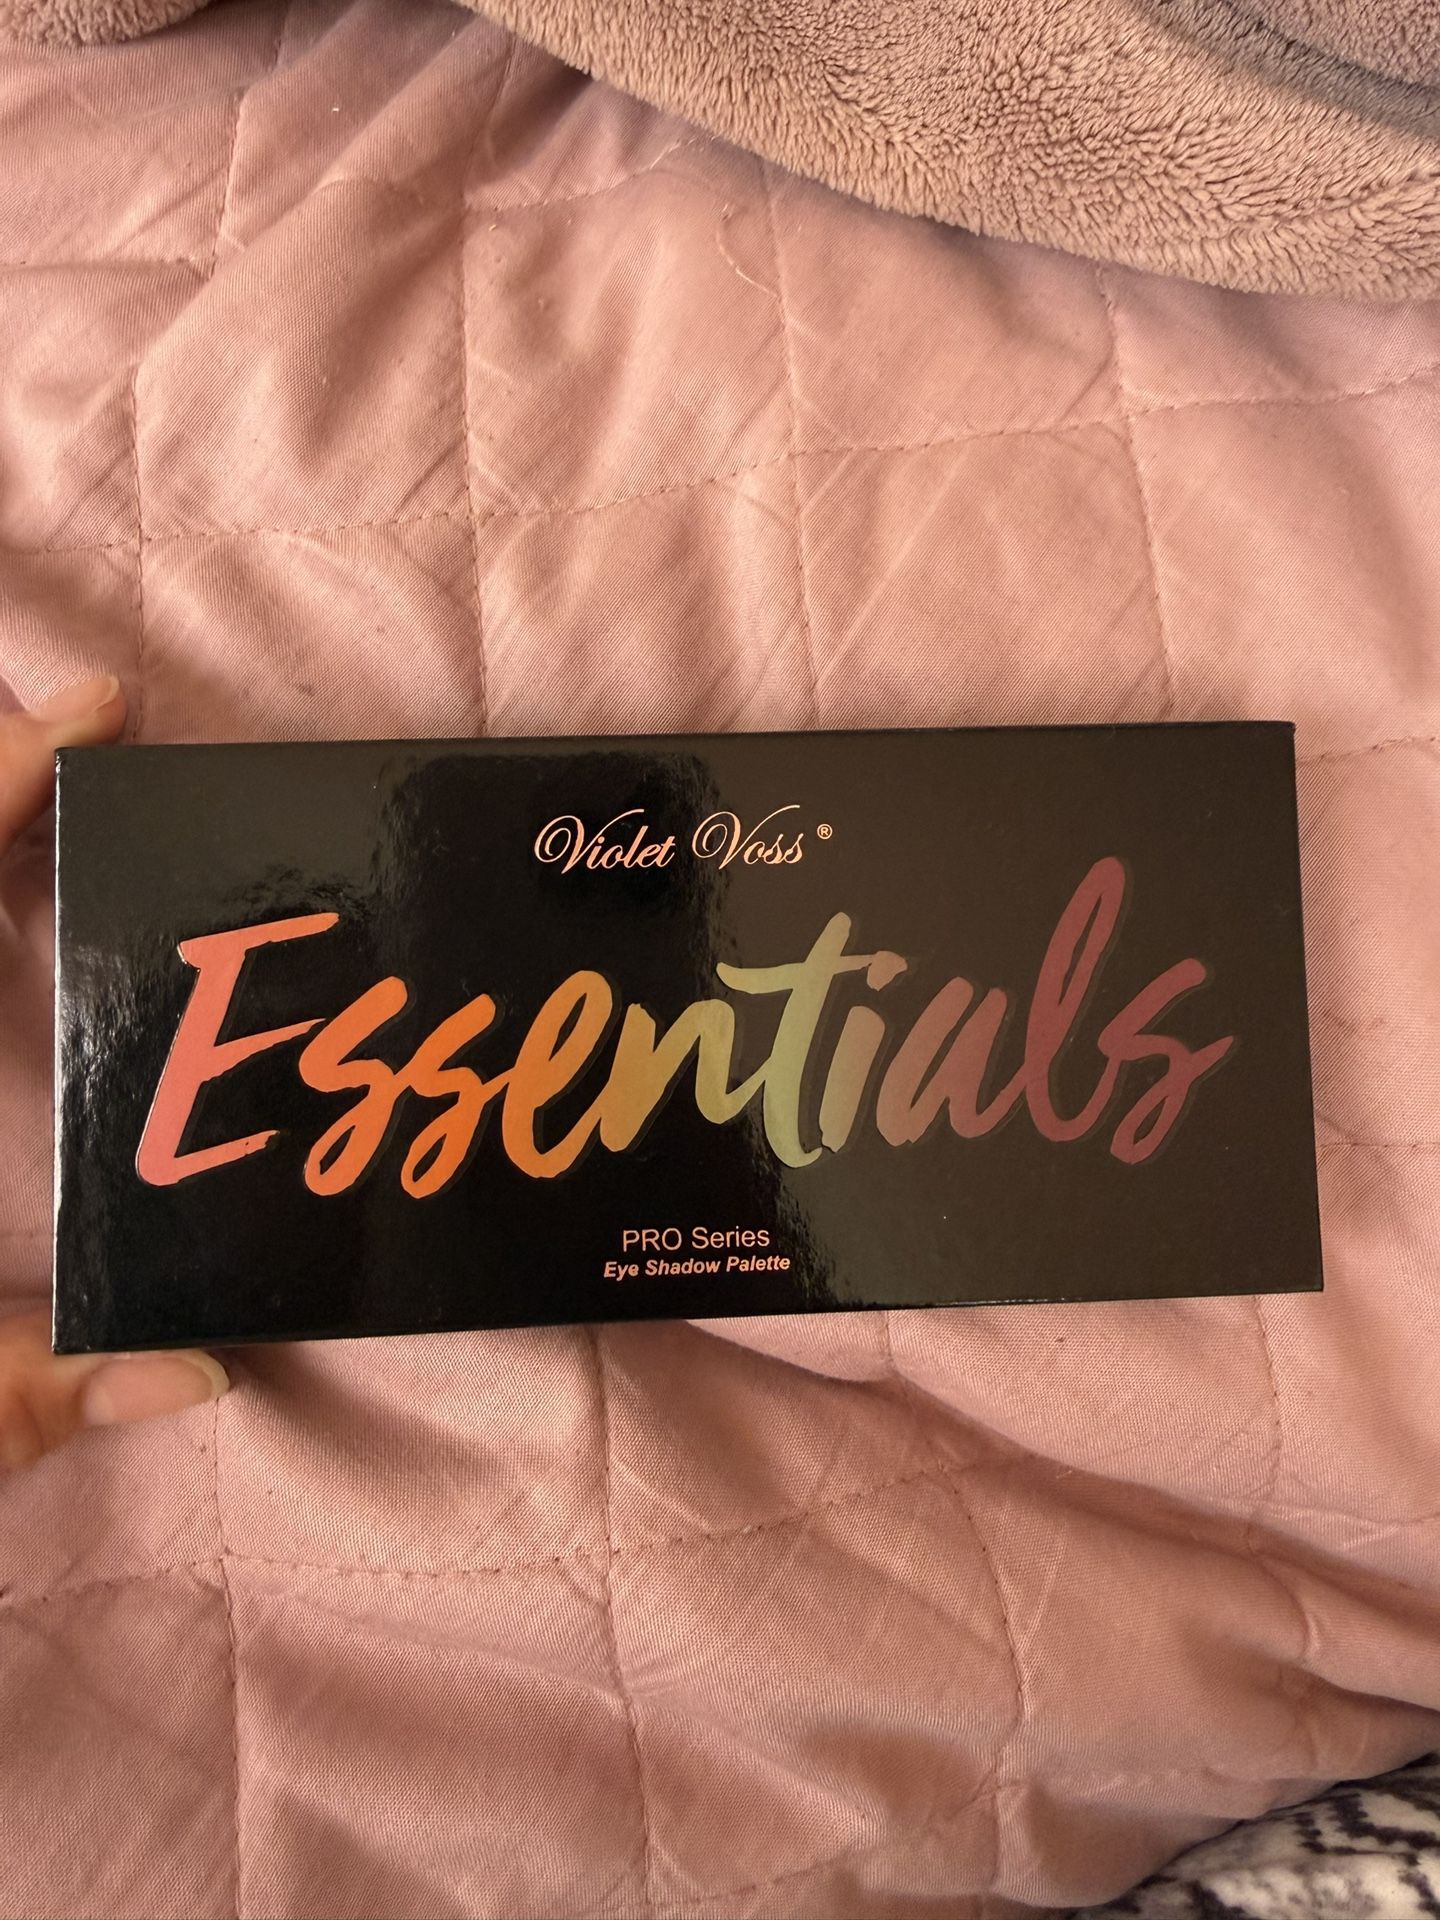 Violet Voss®
Essentials
PRO Series
Eye Shadow Palette